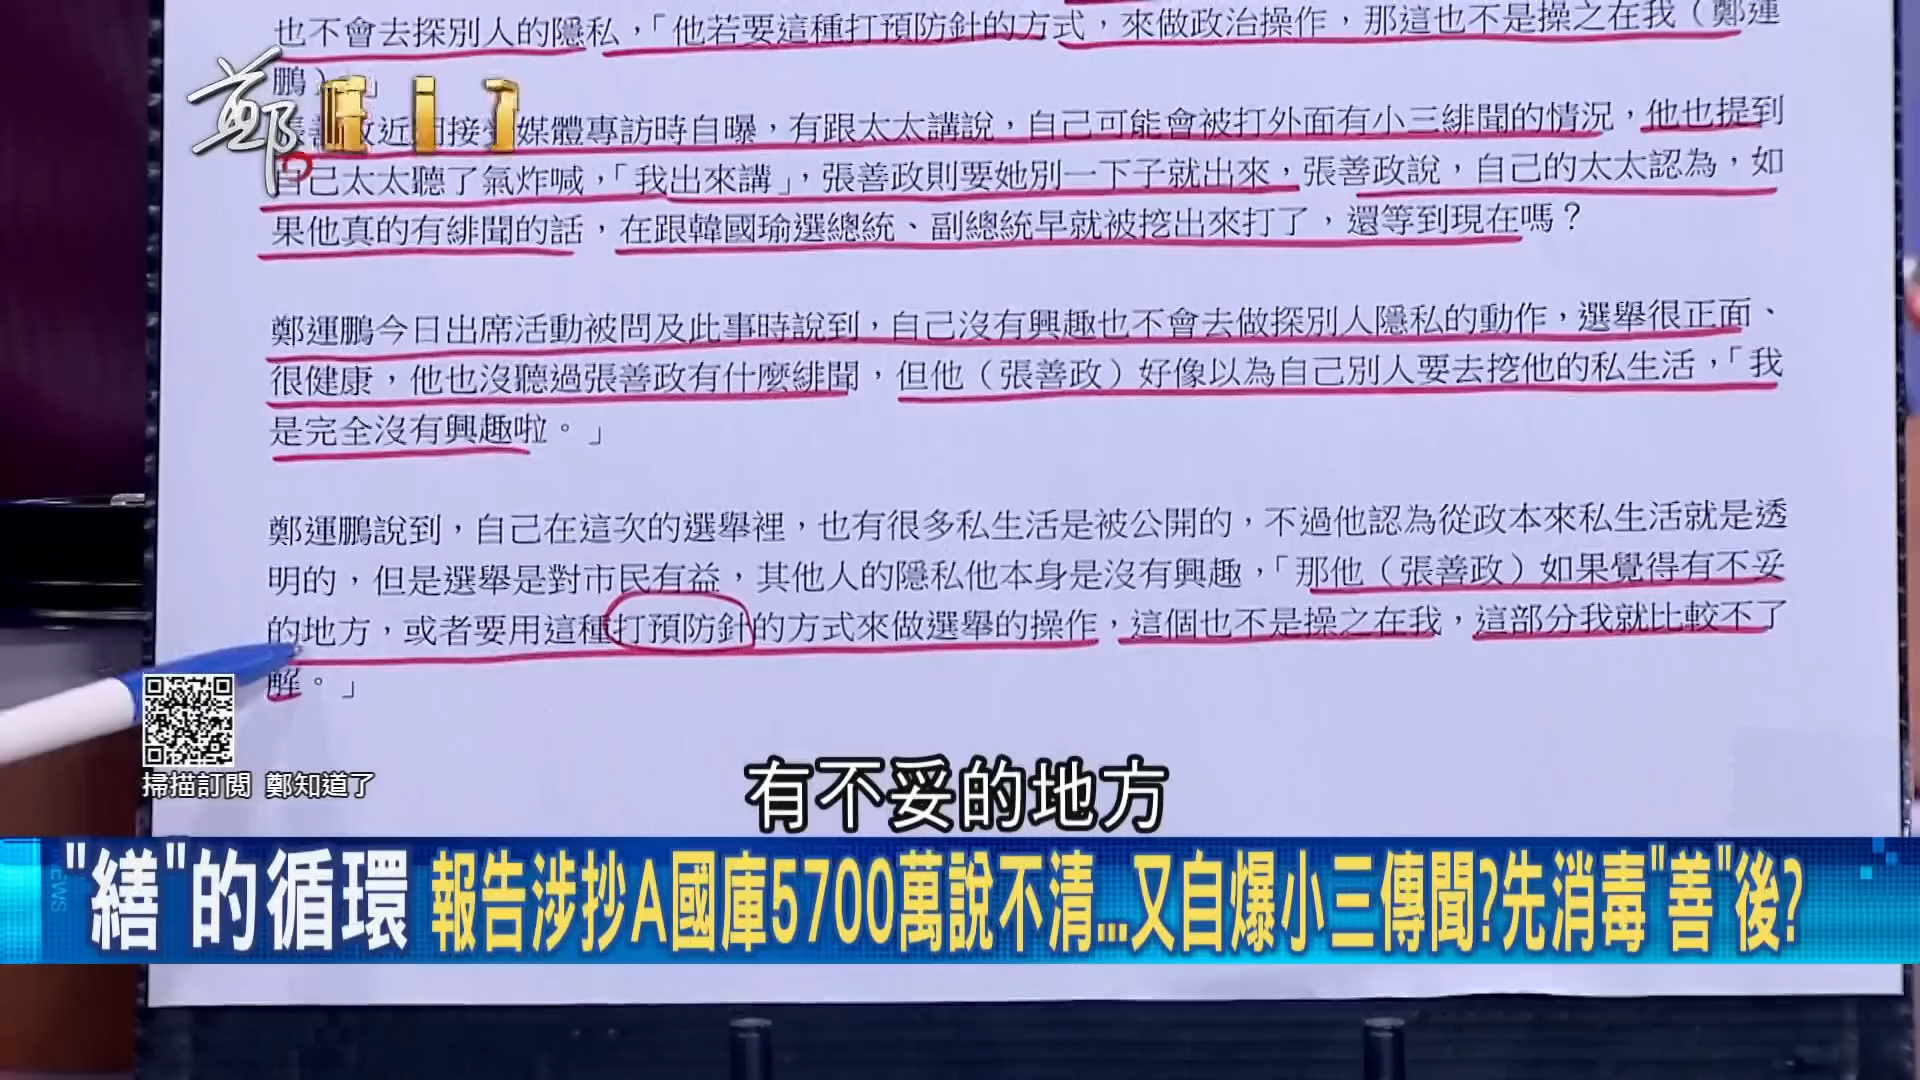 也不會去探別人的隱私，「他若要這種打預防針的方式，來做政治操作，那這也不是操之在我（鄭運
鵬）」
鄭
近 接 媒體專訪時自曝，有跟太太講說，自己可能會被打外面有小三緋聞的情況，他也提到
自己太太聽了氣炸喊，「我出來講」，張善政則要她別一下子就出來，張善政說，自己的太太認為，如
果他真的有緋聞的話，在跟韓國瑜選總統、副總統早就被挖出來打了，還等到現在嗎？
鄭運鵬今日出席活動被問及此事時說到，自己沒有興趣也不會去做探別人隱私的動作，選舉很正面、
很健康，他也沒聽過張善政有什麼緋聞，但他（張善政）好像以為自己別人要去挖他的私生活，「我
是完全沒有興趣啦。」
鄭運鵬說到，自己在這次的選舉裡，也有很多私生活是被公開的，不過他認為從政本來私生活就是透
明的，但是選舉是對市民有益，其他人的隱私他本身是沒有興趣，「那他（張善政）如果覺得有不妥
的地方，或者要用這種打預防針的方式來做選舉的操作，這個也不是操之在我，這部分我就比較不了
解。」
掃描訂閱 鄭知道了
有不妥的地方
NEWS
"繕"的循環 報告涉抄A國庫5700萬說不清...又自爆小三傳聞?先消毒"善"後?